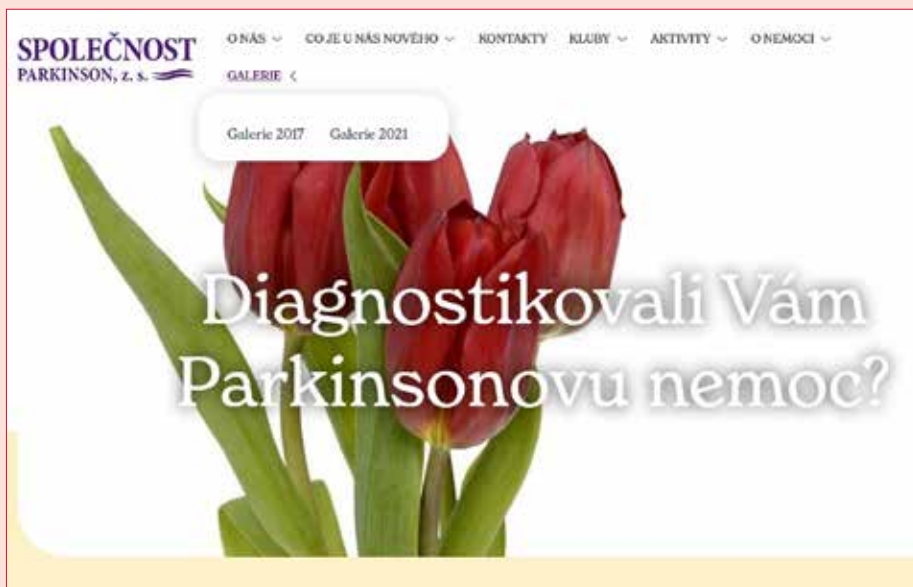 SPOLEČNOST
PARKINSON, z. s.
O NÁS CO JE U NÁS NOVÉHO KONTAKTY KLUBY AKTIVITY O NEMOCI
GALERIE
Galerie 2017 Galerie 2021
Diagnostikovali Vám
Parkinsonovu nemoc?